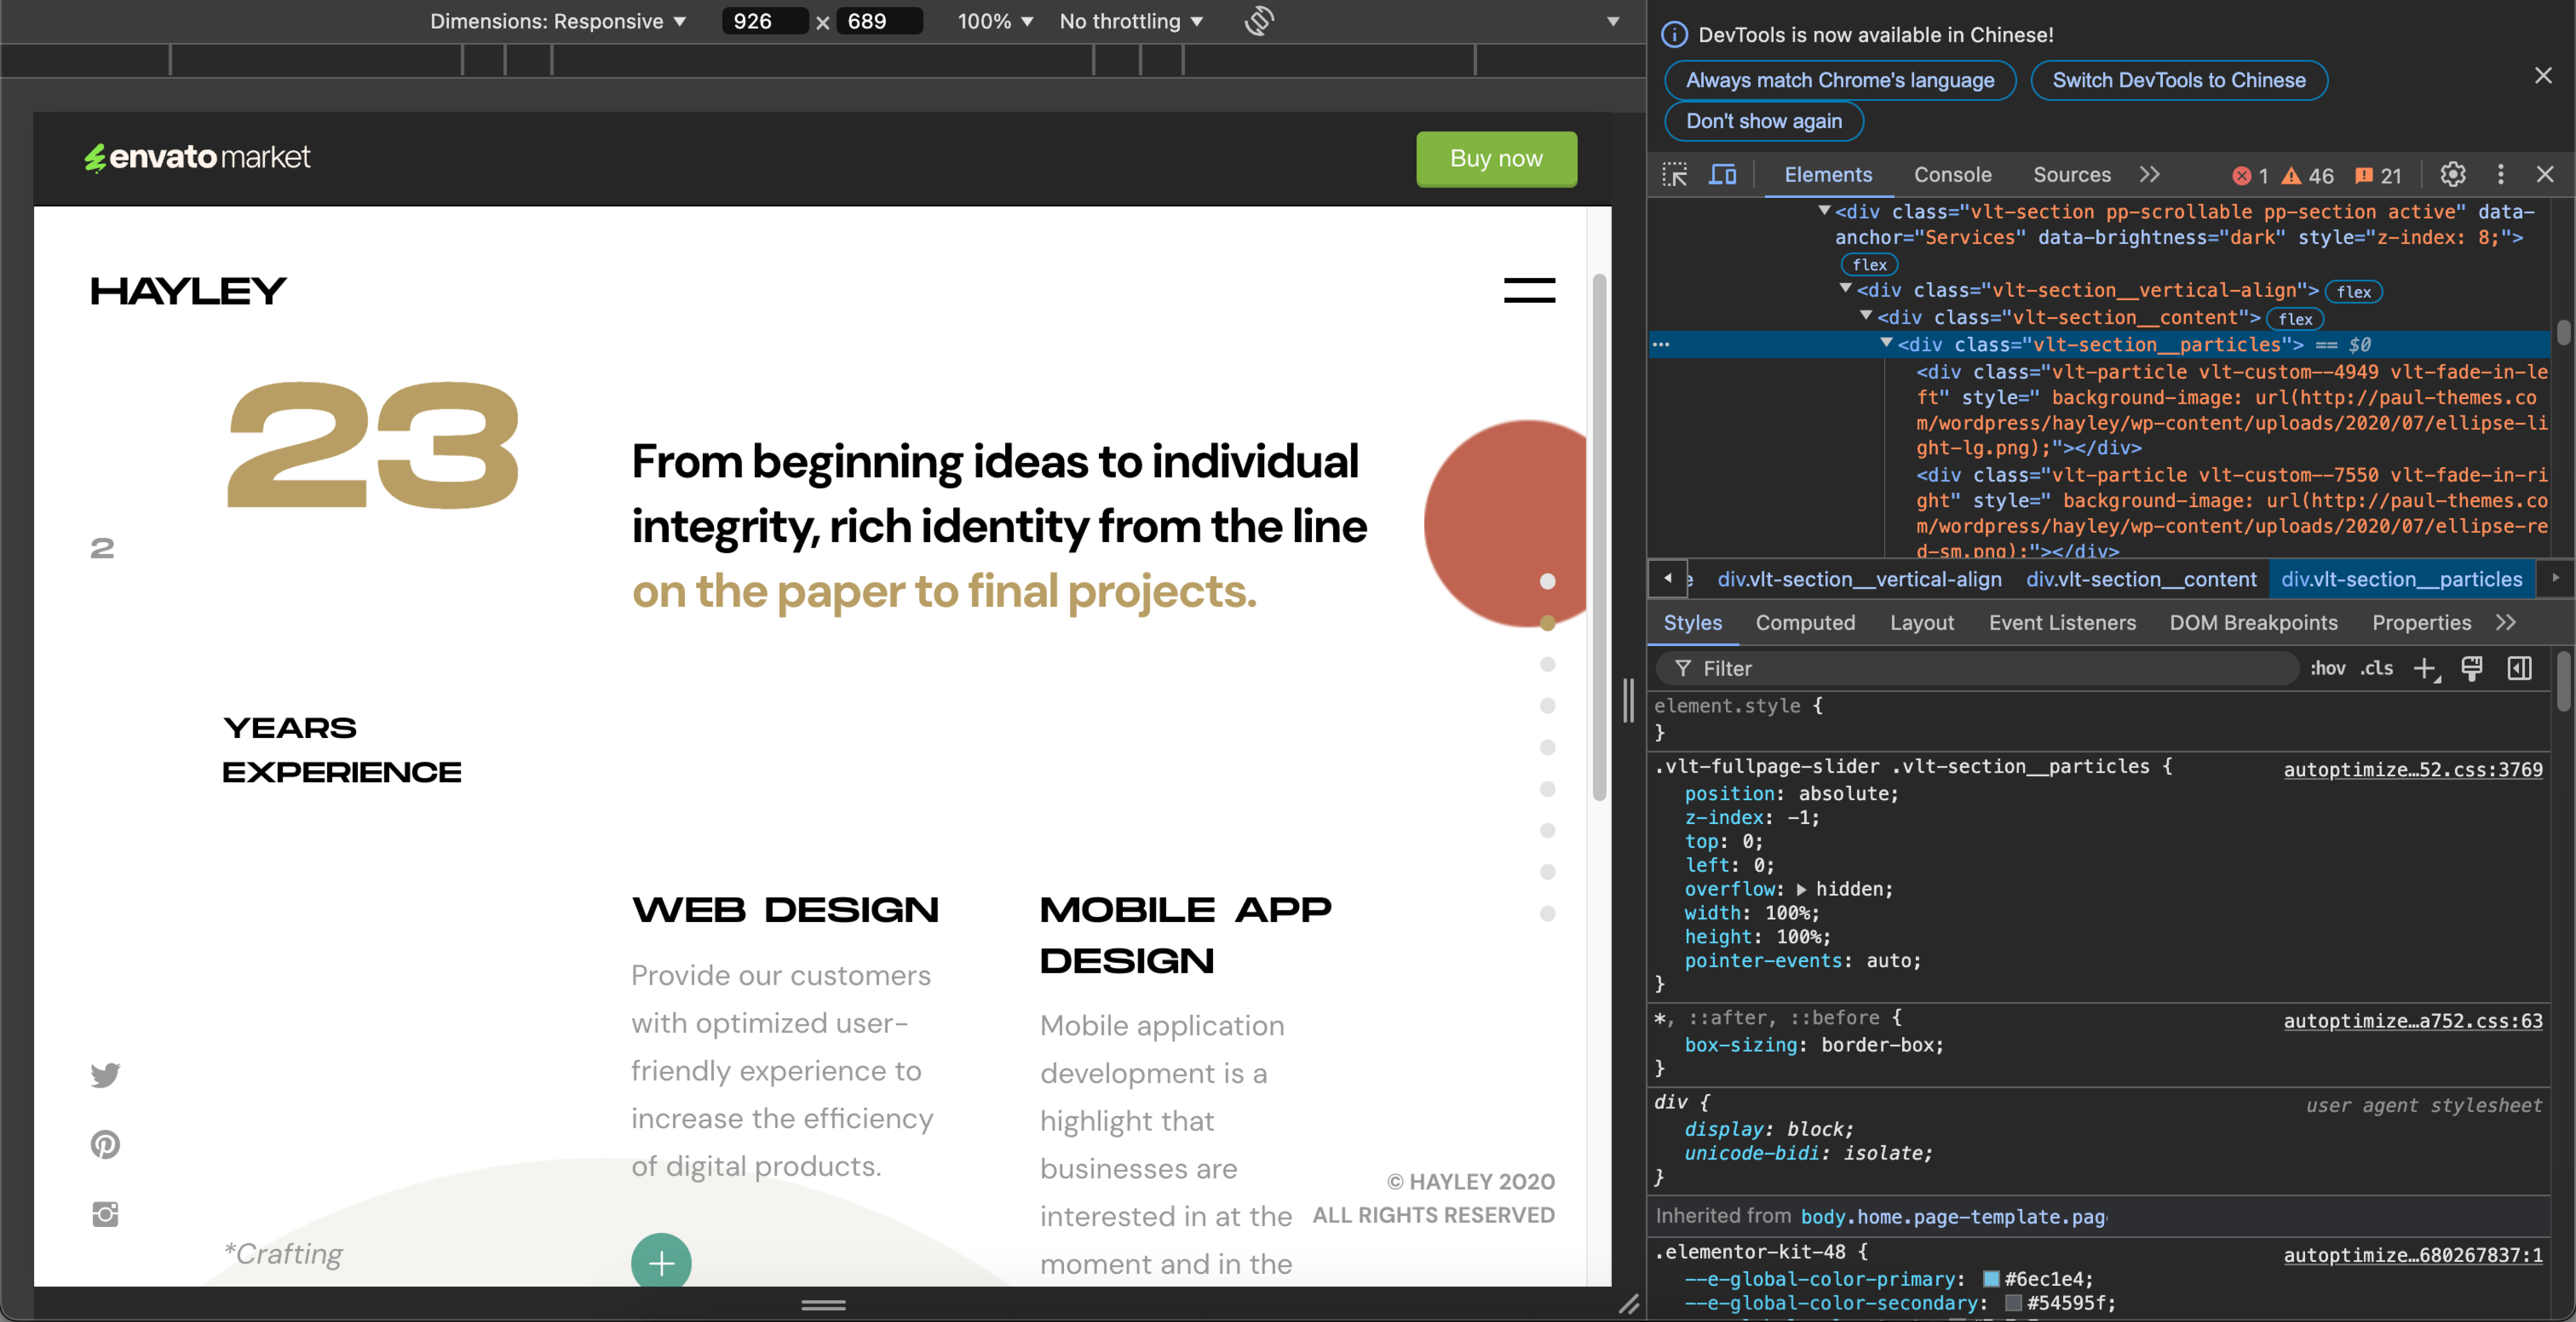 Dimensions: Responsive ▼ 926 × 689 100% ▼ No throttling ▼
envato market
Buy now
HAYLEY
23
From beginning ideas to individual
integrity, rich identity from the line
on the paper to final projects.
2
YEARS
EXPERIENCE
WEB DESIGN
Provide our customers
with optimized user-
friendly experience to
increase the efficiency
of digital products.
MOBILE APP
DESIGN
Mobile application
development is a
highlight that
businesses are
interested in at the
moment and in the
© HAYLEY 2020
ALL RIGHTS RESERVED
*Crafting
DevTools is now available in Chinese!
Always match Chrome's language
Switch DevTools to Chinese
Don't show again
Elements Console Sources 1 46 21
<div class="vlt-section pp-scrollable pp-section active" data-
anchor="Services" data-brightness="dark" style="z-index: 8;">
flex
<div class="vlt-section__vertical-align"> flex
<div class="vlt-section__content"> flex
<div class="vlt-section__particles"> == $0
<div class="vlt-particle vlt-custom--4949 vlt-fade-in-le
ft" style=" background-image: url(http://paul-themes.co
m/wordpress/hayley/wp-content/uploads/2020/07/ellipse-li
ght-lg.png);"></div>
<div class="vlt-particle vlt-custom--7550 vlt-fade-in-ri
ght" style=" background-image: url(http://paul-themes.co
m/wordpress/hayley/wp-content/uploads/2020/07/ellipse-re
d-sm.png);"></div>
div.vlt-section__vertical-align div.vlt-section__content div.vlt-section__particles
Styles Computed Layout Event Listeners DOM Breakpoints Properties
Filter :hov .cls
element.style {
}
.vlt-fullpage-slider .vlt-section__particles { autoptimize…52.css:3769
position: absolute;
z-index: -1;
top: 0;
left: 0;
overflow: hidden;
width: 100%;
height: 100%;
pointer-events: auto;
}
*, ::after, ::before { autoptimize…a752.css:63
box-sizing: border-box;
}
div { user agent stylesheet
display: block;
unicode-bidi: isolate;
}
Inherited from body.home.page-template.pag
.elementor-kit-48 { autoptimize…680267837:1
--e-global-color-primary: #6ec1e4;
--e-global-color-secondary: #54595f;